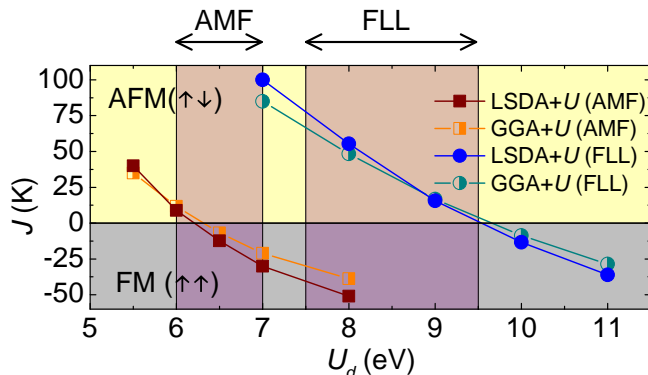 AMF FLL
100
75
50
25
0
-25
-50
J (K)
AFM(↑↓)
FM (↑↑)
LSDA+U (AMF)
GGA+U (AMF)
LSDA+U (FLL)
GGA+U (FLL)
5 6 7 8 9 10 11
U_d (eV)